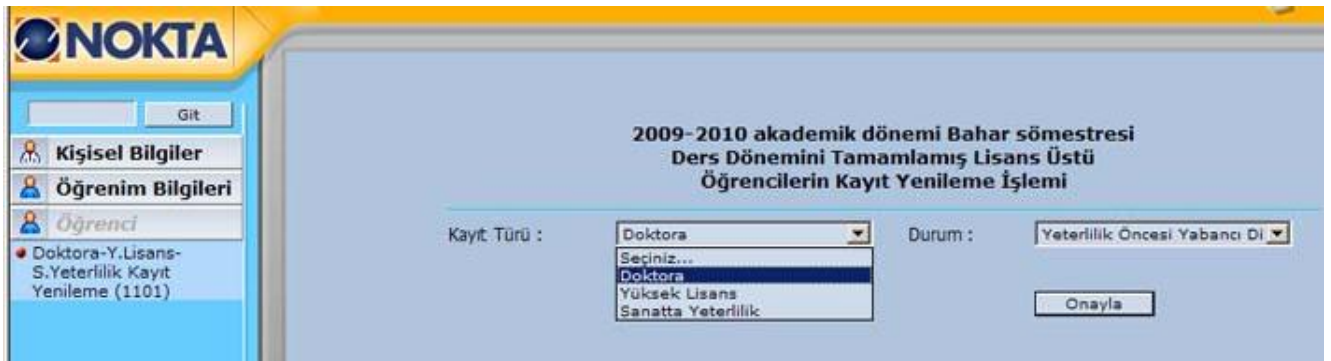 NOKTA
Git
Kişisel Bilgiler
Öğrenim Bilgileri
Öğrenci
Doktora-Y.Lisans-
S.Yeterlilik Kayıt
Yenileme (1101)
2009-2010 akademik dönemi Bahar sömestresi
Ders Dönemini Tamamlamış Lisans Üstü
Öğrencilerin Kayıt Yenileme İşlemi
Kayıt Türü : Doktora Durum : Yeterlilik Öncesi Yabancı Di
Seçiniz...
Doktora
Yüksek Lisans
Sanatta Yeterlilik
Onayla